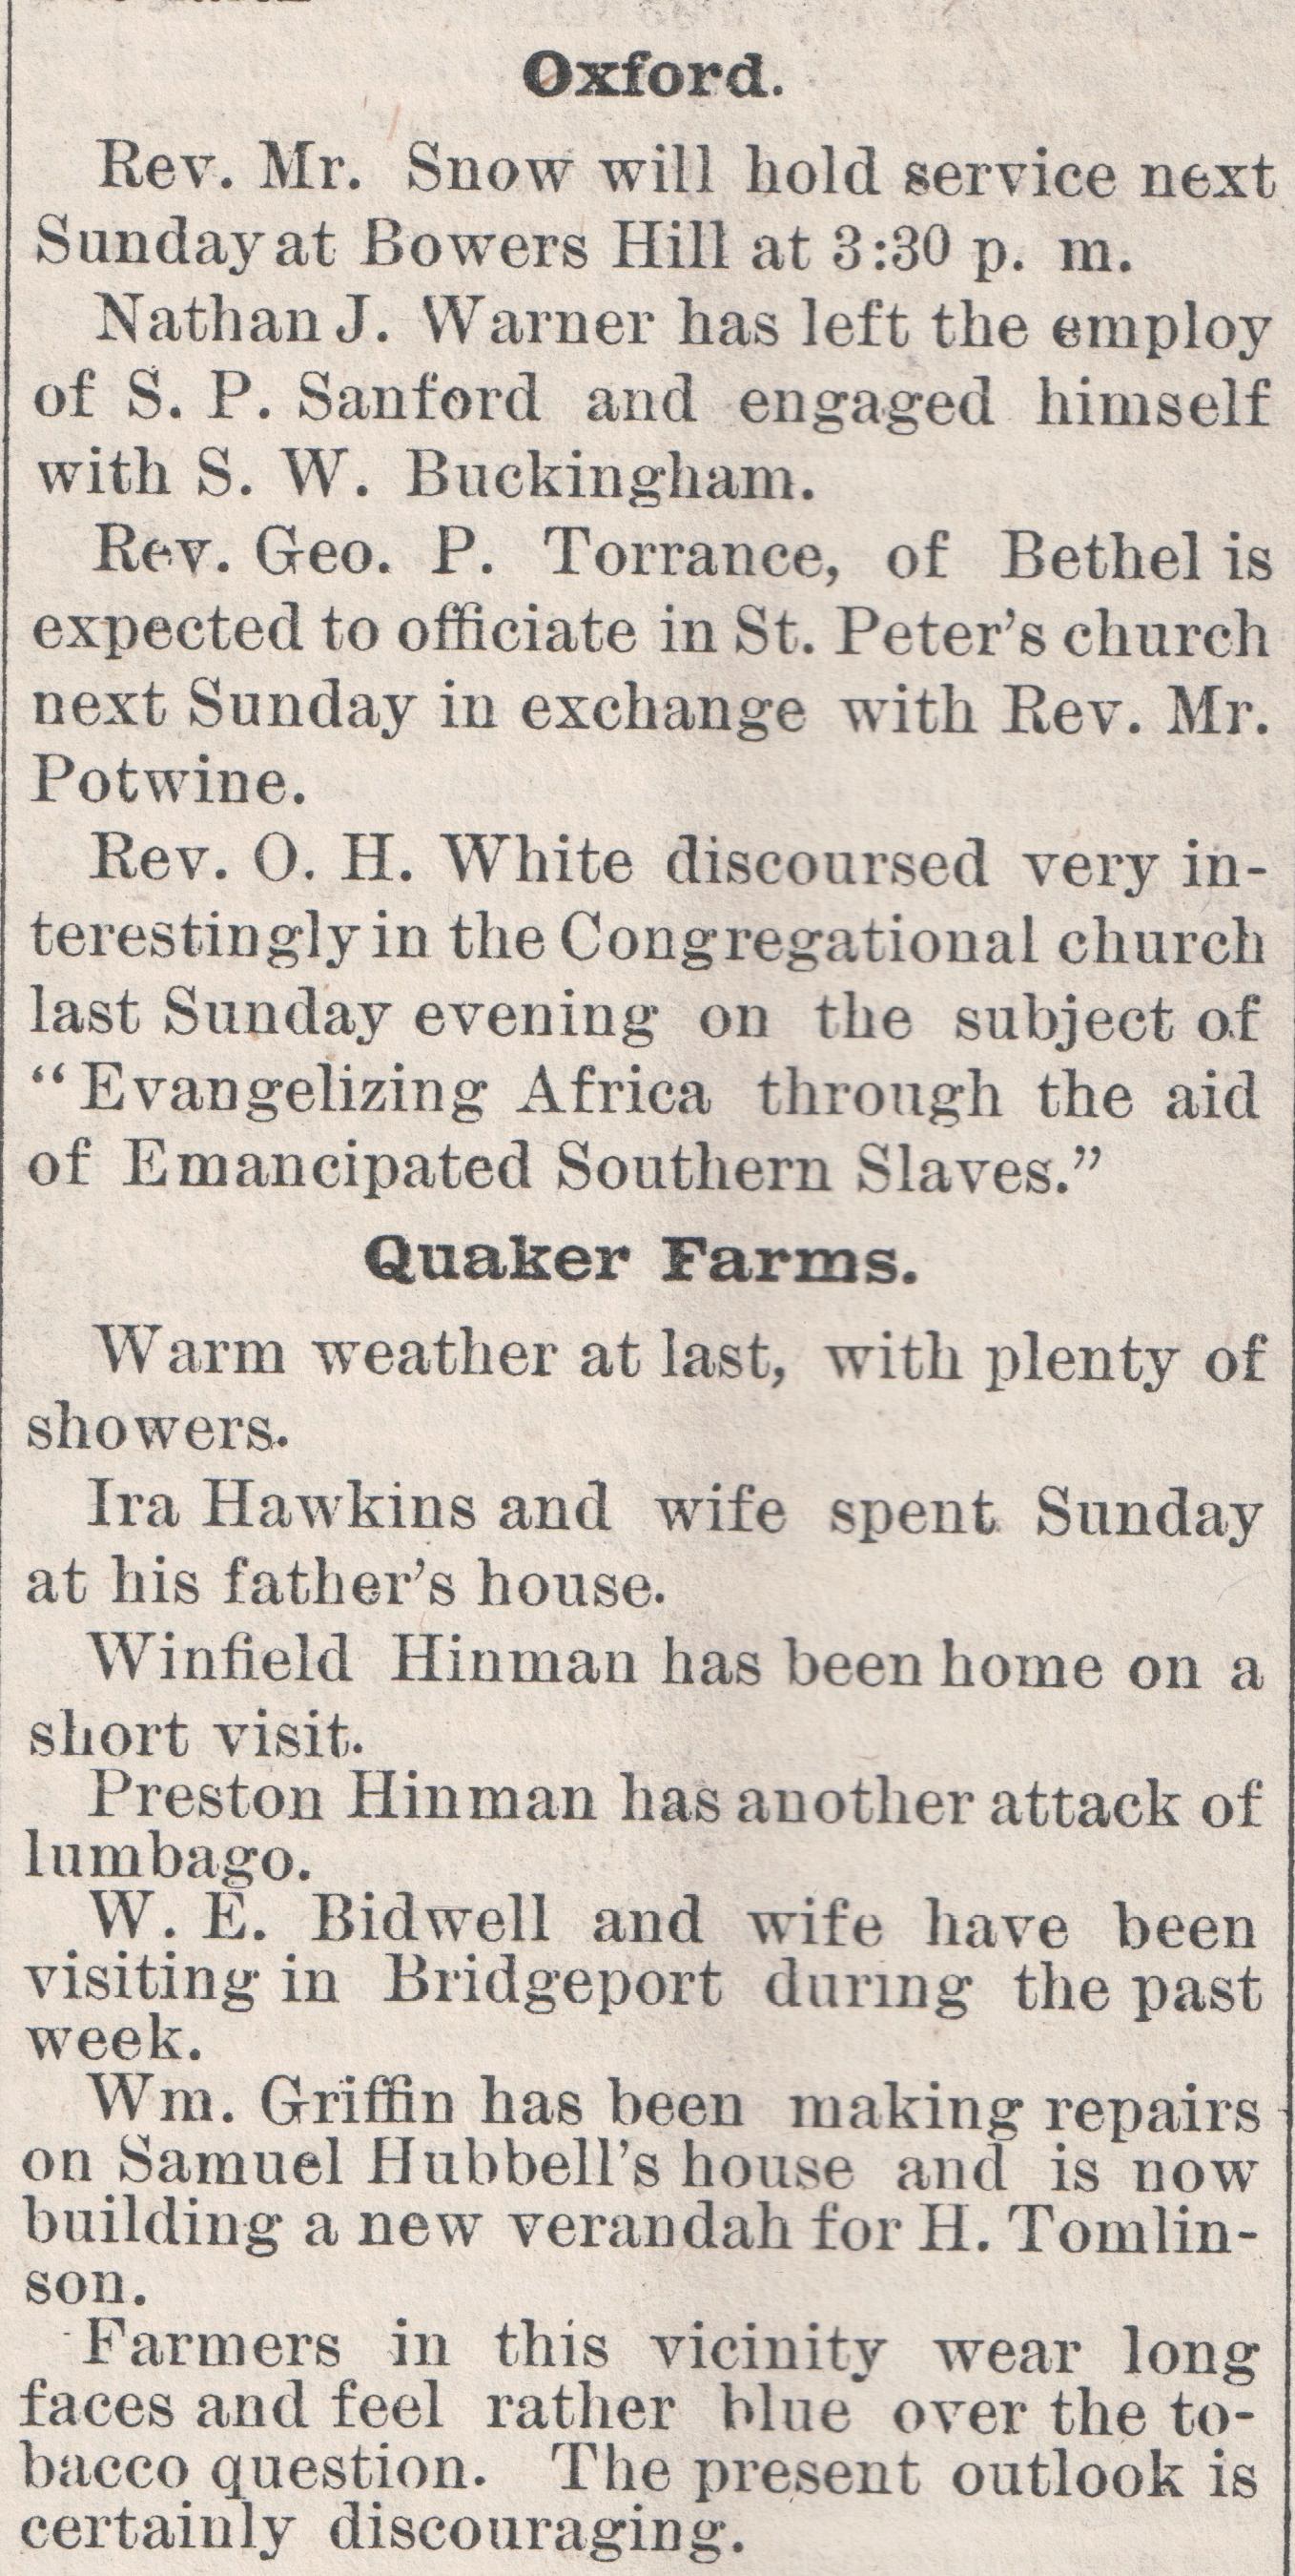 Oxford.
Rev. Mr. Snow will hold service next
Sunday at Bowers Hill at 3:30 p. m.
Nathan J. Warner has left the employ
of S. P. Sanford and engaged himself
with S. W. Buckingham.
Rev. Geo. P. Torrance, of Bethel is
expected to officiate in St. Peter's church
next Sunday in exchange with Rev. Mr.
Potwine.
Rev. O. H. White discoursed very in-
terestingly in the Congregational church
last Sunday evening on the subject of
“Evangelizing Africa through the aid
of Emancipated Southern Slaves.”
Quaker Farms.
Warm weather at last, with plenty of
showers.
Ira Hawkins and wife spent Sunday
at his father's house.
Winfield Hinman has been home on a
short visit.
Preston Hinman has another attack of
lumbago.
W. E. Bidwell and wife have been
visiting in Bridgeport during the past
week.
Wm. Griffin has been making repairs
on Samuel Hubbell's house and is now
building a new verandah for H. Tomlin-
son.
Farmers in this vicinity wear long
faces and feel rather blue over the to-
bacco question. The present outlook is
certainly discouraging.